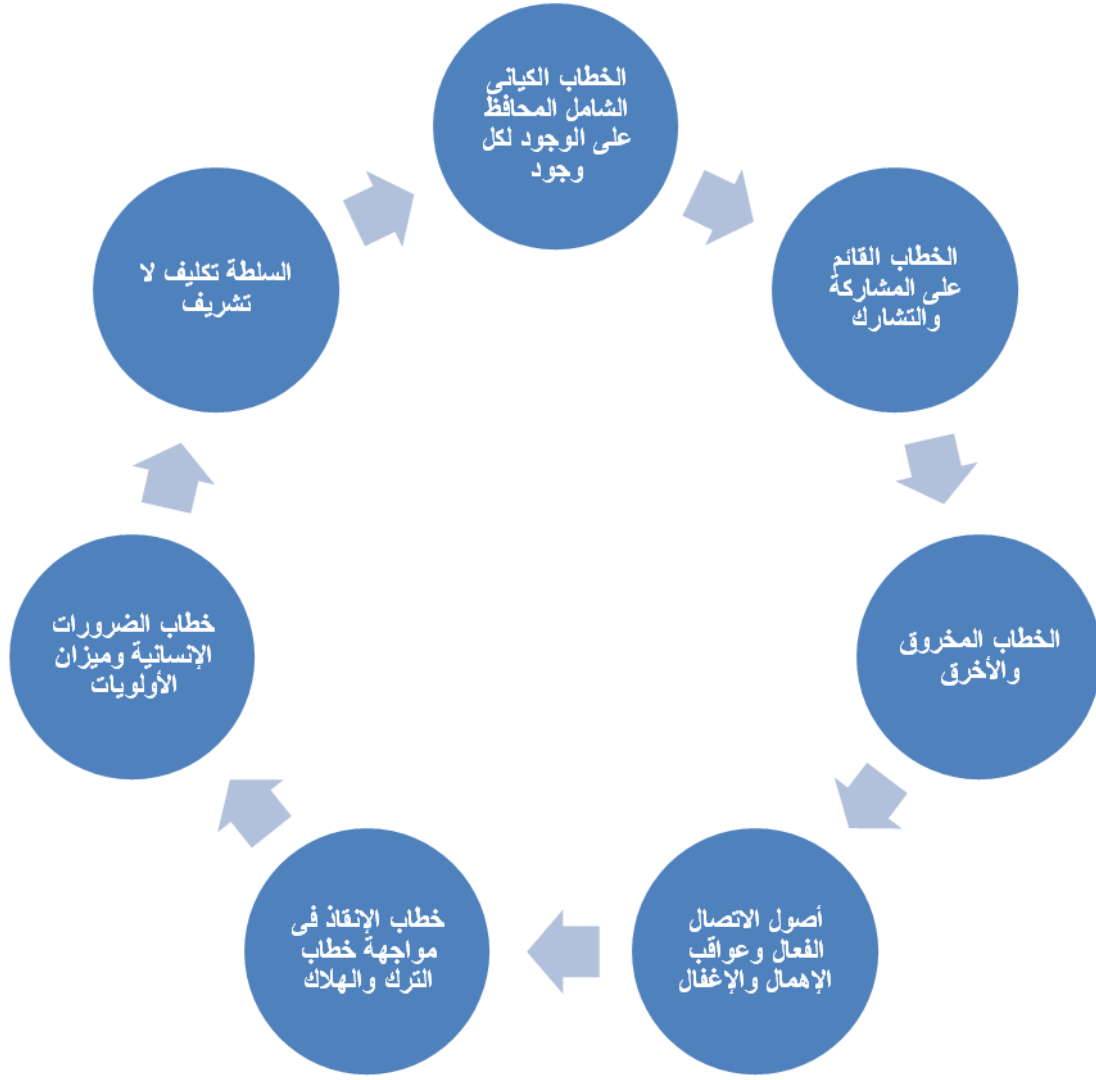 الخطاب الكياني
الشامل المحافظ
على الوجود لكل
وجود
الخطاب القائم
على المشاركة
والتشارك
الخطاب المخروق
والأخرق
أصول الاتصال
الفعال وعواقب
الإهمال والإغفال
خطاب الإنقاذ فى
مواجهة خطاب
الترك والهلاك
خطاب الضرورات
الإنسانية وميزان
الأولويات
السلطة تكليف لا
تشريف